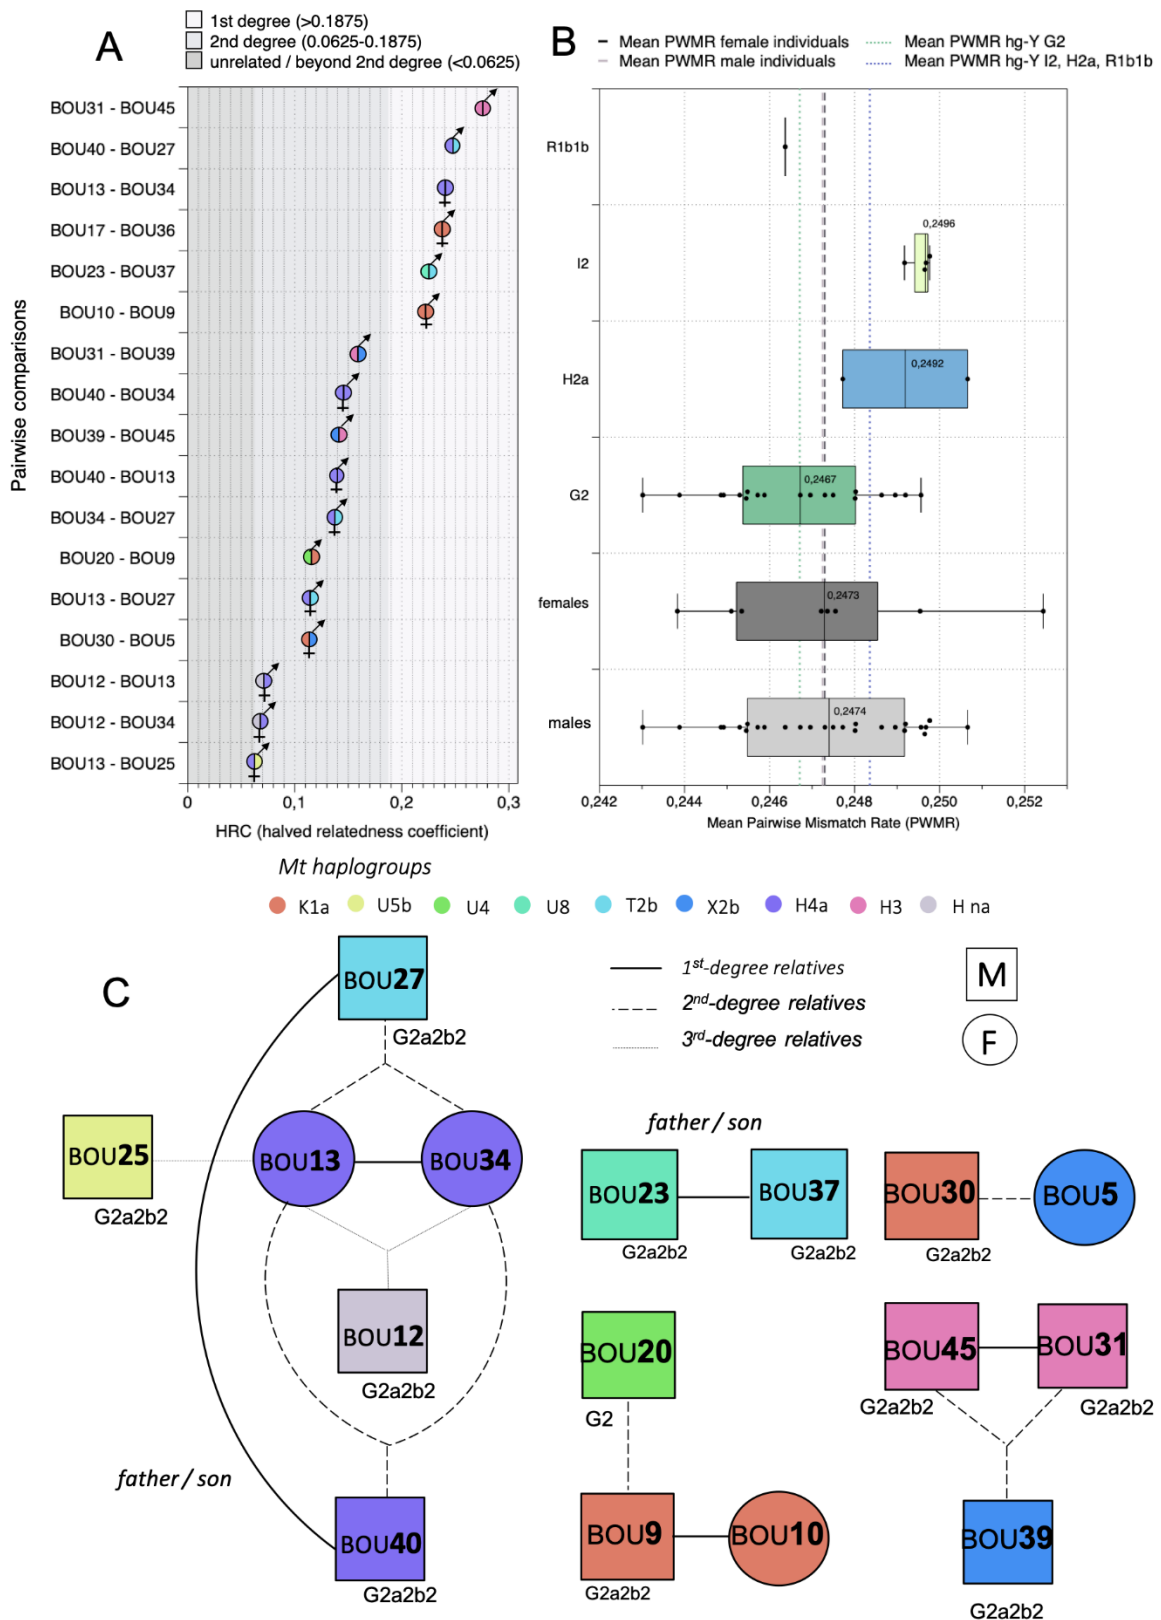 A
1st degree (>0.1875)
2nd degree (0.0625-0.1875)
unrelated / beyond 2nd degree (<0.0625)
Pairwise comparisons
BOU31 - BOU45
BOU40 - BOU27
BOU13 - BOU34
BOU17 - BOU36
BOU23 - BOU37
BOU10 - BOU9
BOU31 - BOU39
BOU40 - BOU34
BOU39 - BOU45
BOU40 - BOU13
BOU34 - BOU27
BOU20 - BOU9
BOU13 - BOU27
BOU30 - BOU5
BOU12 - BOU13
BOU12 - BOU34
BOU13 - BOU25
0 0,1 0,2 0,3
HRC (halved relatedness coefficient)
B
Mean PWMR female individuals
Mean PWMR male individuals
Mean PWMR hg-Y G2
Mean PWMR hg-Y I2, H2a, R1b1b
R1b1b
I2
0,2496
H2a
0,2492
G2
0,2467
females
0,2473
males
0,2474
0,242 0,244 0,246 0,248 0,250 0,252
Mean Pairwise Mismatch Rate (PWMR)
Mt haplogroups
K1a U5b U4 U8 T2b X2b H4a H3 H na
C
1st-degree relatives
2nd-degree relatives
3rd-degree relatives
M
F
BOU27
G2a2b2
BOU25
G2a2b2
BOU13
BOU34
BOU12
G2a2b2
father / son
BOU40
G2a2b2
father / son
BOU23
G2a2b2
BOU37
G2a2b2
BOU30
G2a2b2
BOU5
BOU20
G2
BOU9
G2a2b2
BOU10
BOU45
G2a2b2
BOU31
G2a2b2
BOU39
G2a2b2